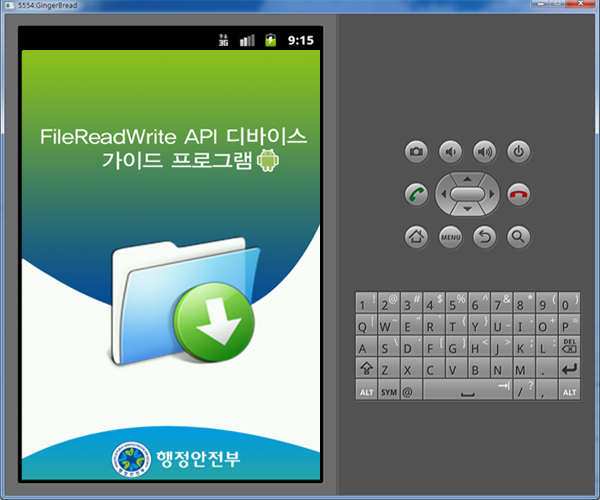 5554:GingerBread
3G 9:15
FileReadWrite API 디바이스
가이드 프로그램
행정안전부
MENU
1 ! 2 @ 3 # 4 $ 5 % 6 ^ 7 & 8 * 9 ( 0 )
Q | W ~ E " R ` T { Y } U _ I - O + P =
A S \ D ' F [ G ] H < J > K ; L : DEL
Z X C V B N M .
ALT SYM @ / ? , ALT